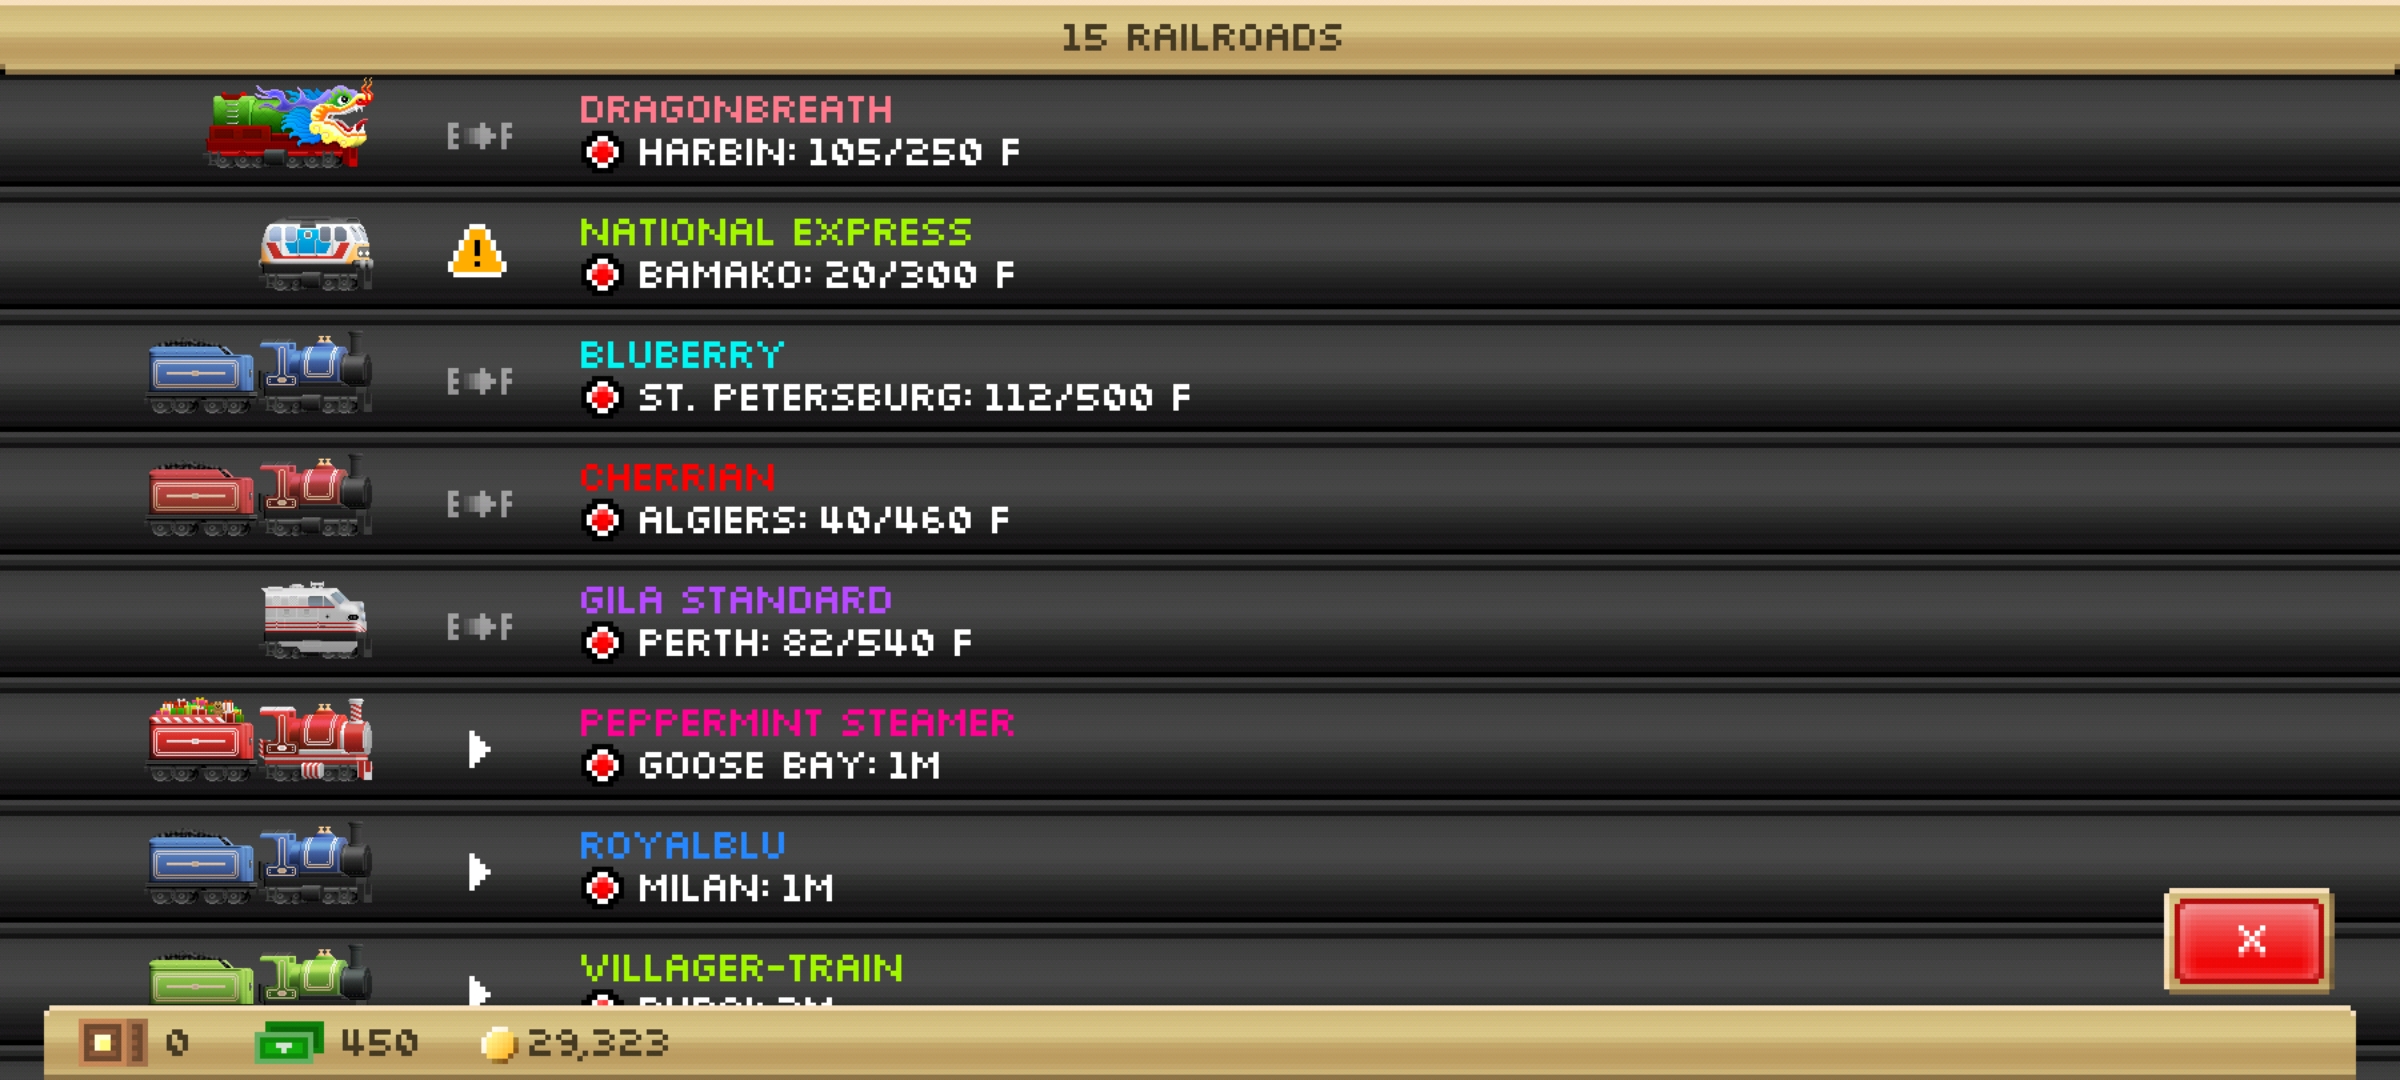 15 RAILROADS
DRAGONBREATH
E F HARBIN: 105/250 F
NATIONAL EXPRESS
! BAMAKO: 20/300 F
BLUBERRY
E F ST. PETERSBURG: 112/500 F
CHERRIAN
E F ALGIERS: 40/460 F
GILA STANDARD
E F PERTH: 82/540 F
PEPPERMINT STEAMER
GOOSE BAY: 1M
ROYALBLU
MILAN: 1M
X
VILLAGER-TRAIN
0 450 29,323